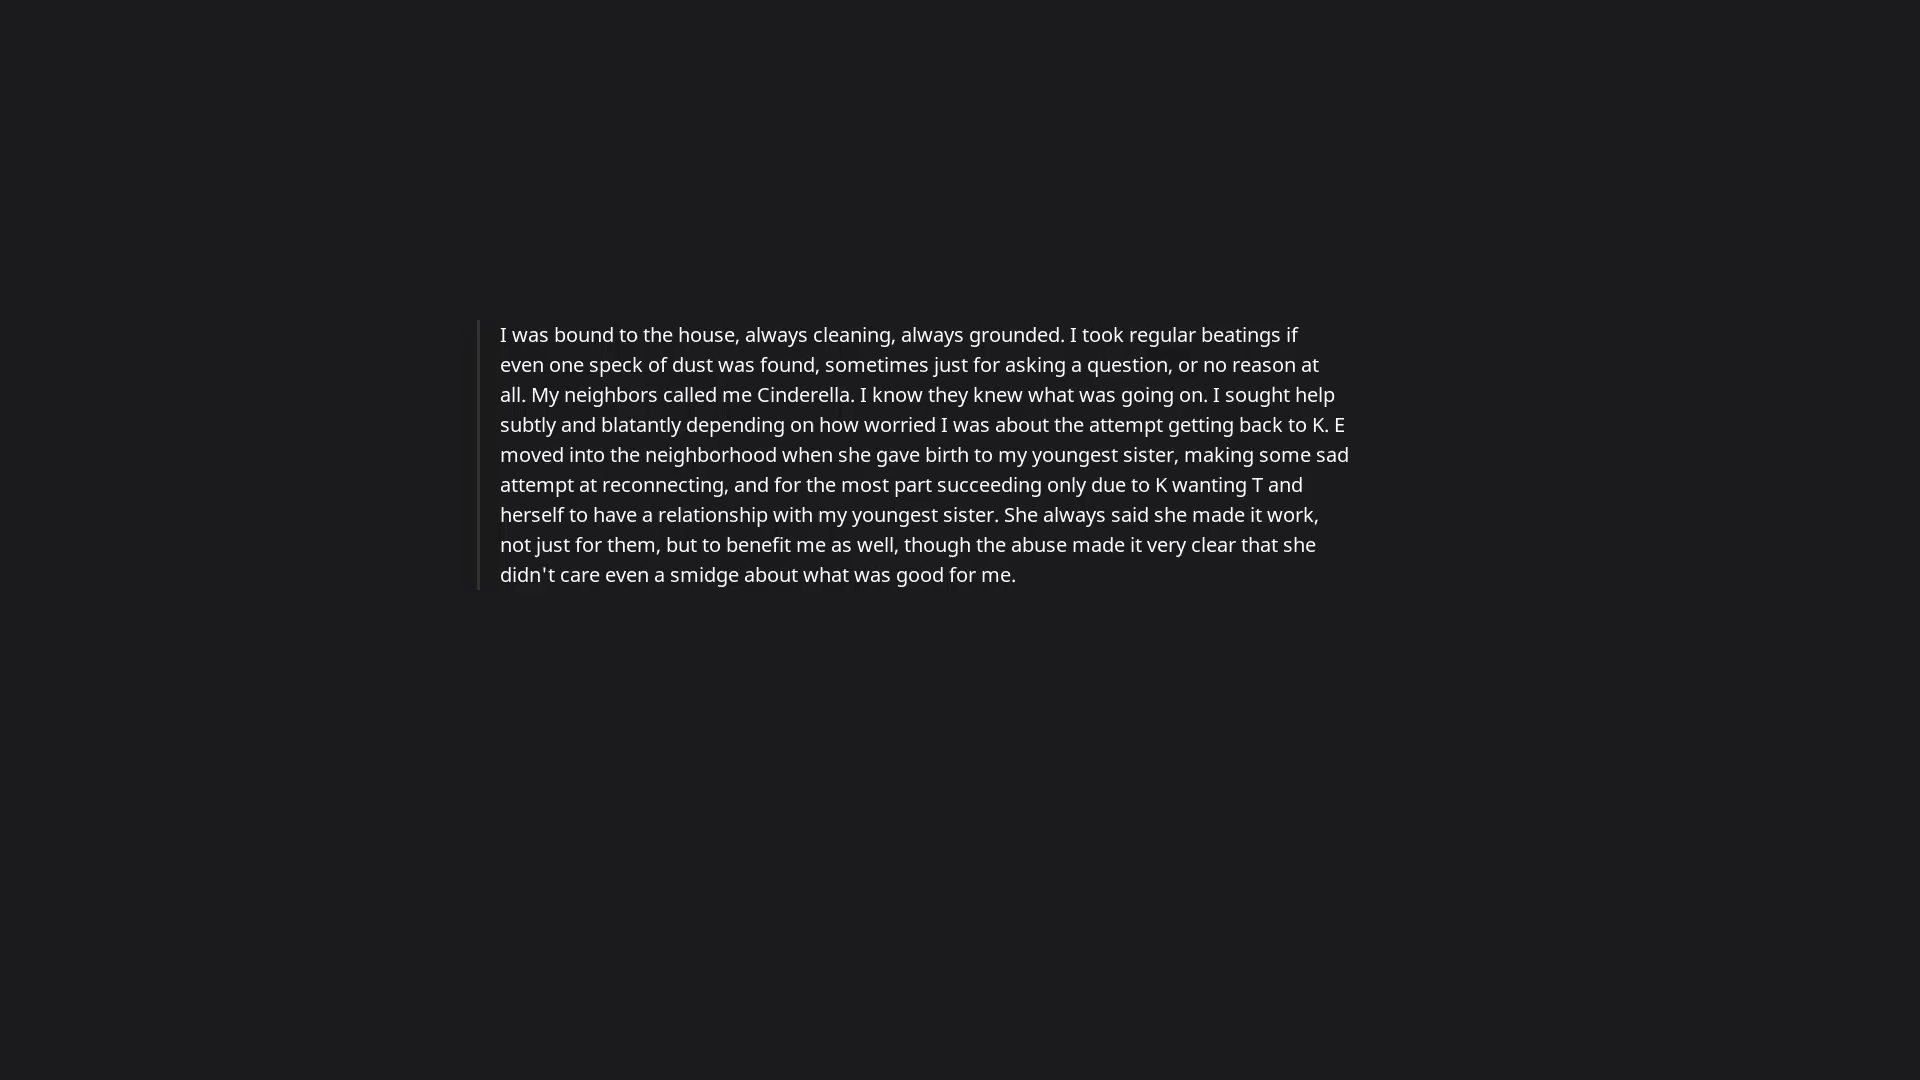 I was bound to the house, always cleaning, always grounded. I took regular beatings if
even one speck of dust was found, sometimes just for asking a question, or no reason at
all. My neighbors called me Cinderella. I know they knew what was going on. I sought help
subtly and blatantly depending on how worried I was about the attempt getting back to K. E
moved into the neighborhood when she gave birth to my youngest sister, making some sad
attempt at reconnecting, and for the most part succeeding only due to K wanting T and
herself to have a relationship with my youngest sister. She always said she made it work,
not just for them, but to benefit me as well, though the abuse made it very clear that she
didn't care even a smidge about what was good for me.